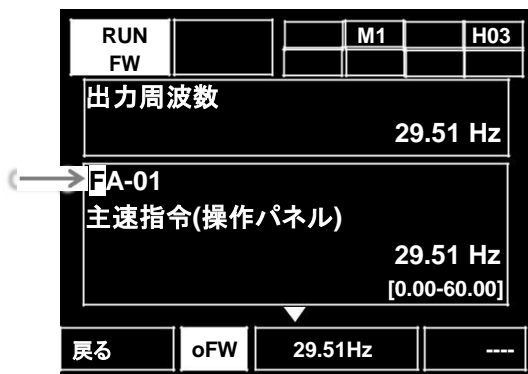 RUN
FW
M1
H03
出力周波数
29.51 Hz
FA-01
主速指令(操作パネル)
29.51 Hz
[0.00-60.00]
戻る
oFW
29.51Hz
----